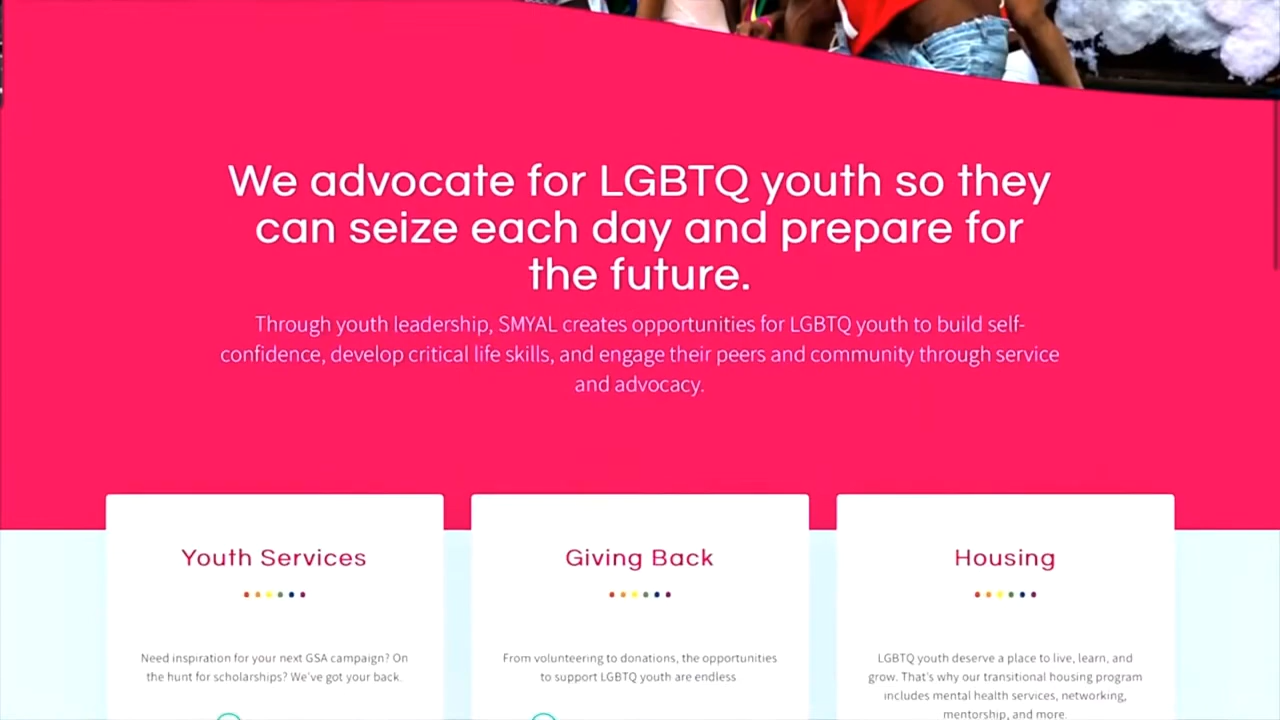 We advocate for LGBTQ youth so they
can seize each day and prepare for
the future.
Through youth leadership, SMYAL creates opportunities for LGBTQ youth to build self-
confidence, develop critical life skills, and engage their peers and community through service
and advocacy.
Youth Services
Need inspiration for your next GSA campaign? On
the hunt for scholarships? We've got your back.
Giving Back
From volunteering to donations, the opportunities
to support LGBTQ youth are endless
Housing
LGBTQ youth deserve a place to live, learn, and
grow. That's why our transitional housing program
includes mental health services, networking,
mentorship, and more.